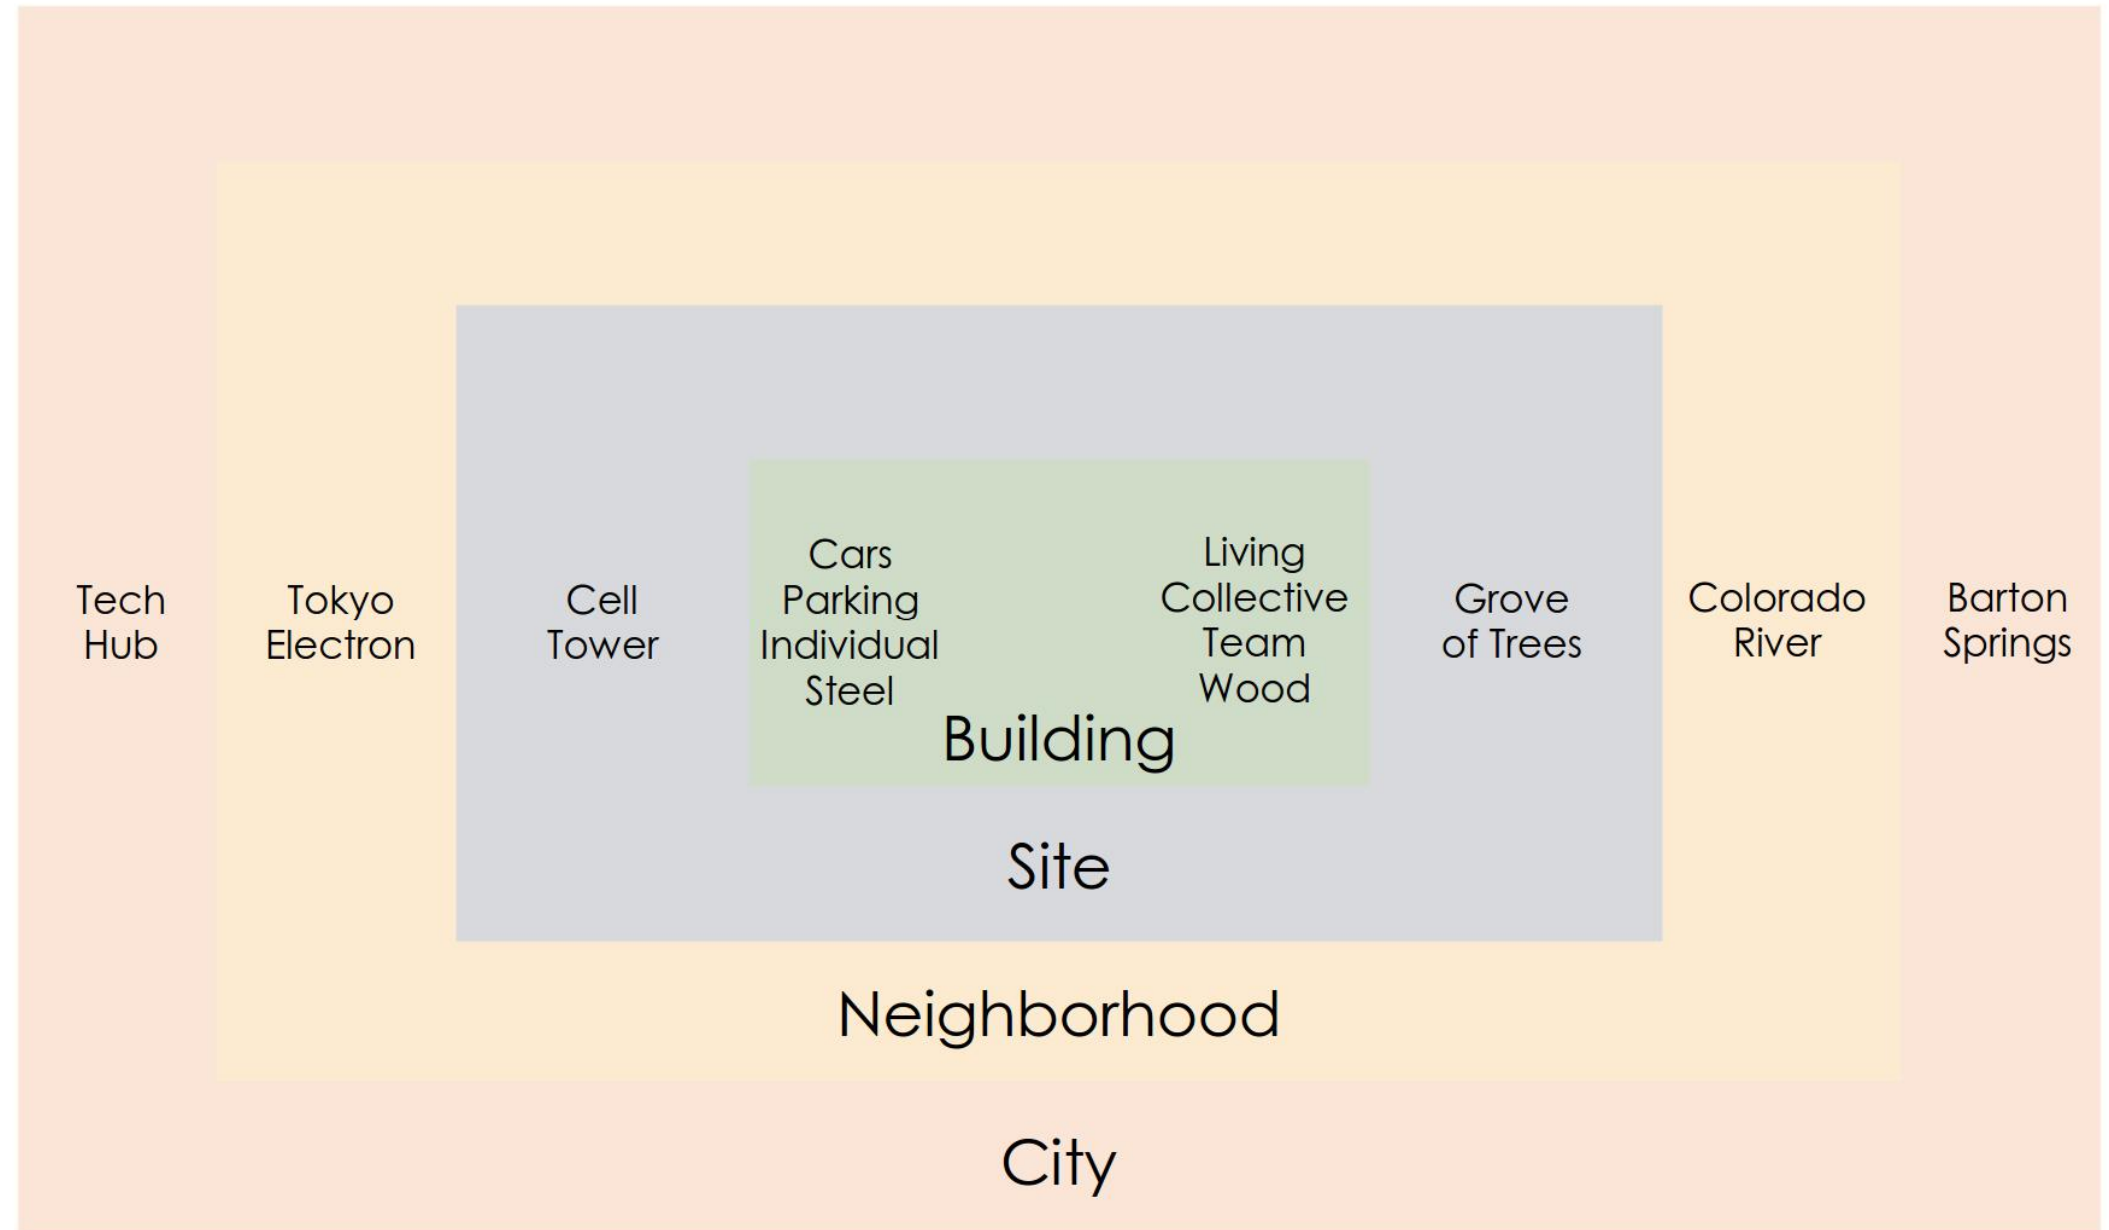 Tech
Hub
Tokyo
Electron
Cell
Tower
Cars
Parking
Individual
Steel
Living
Collective
Team
Wood
Grove
of Trees
Colorado
River
Barton
Springs
Building
Site
Neighborhood
City